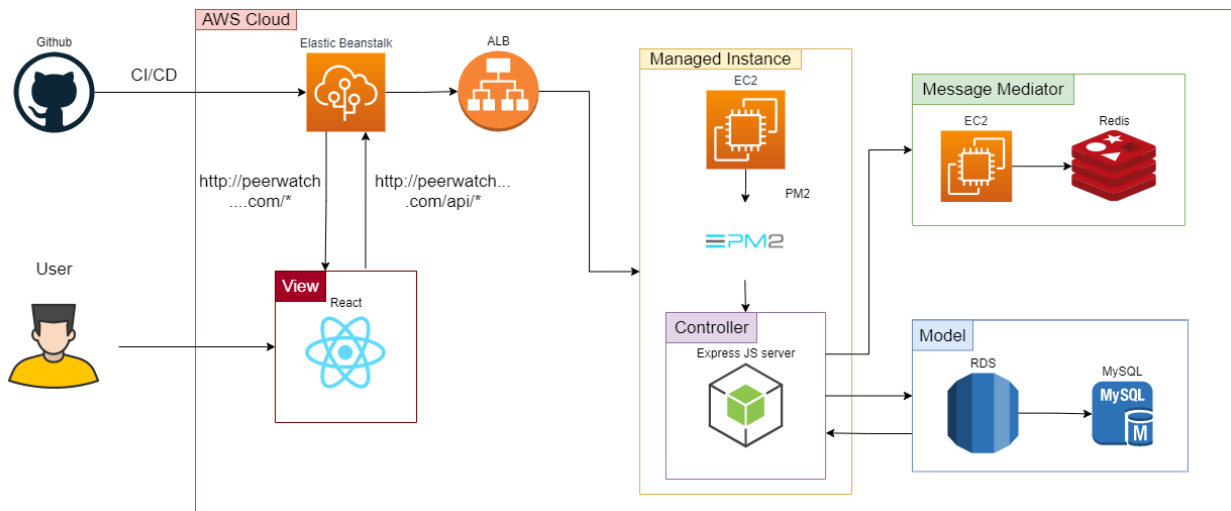 AWS Cloud
Github
CI/CD
Elastic Beanstalk
ALB
http://peerwatch
....com/*
http://peerwatch...
.com/api/*
User
View
React
Managed Instance
EC2
PM2
PM2
Controller
Express JS server
Message Mediator
EC2
Redis
Model
RDS
MySQL
MySQL
M